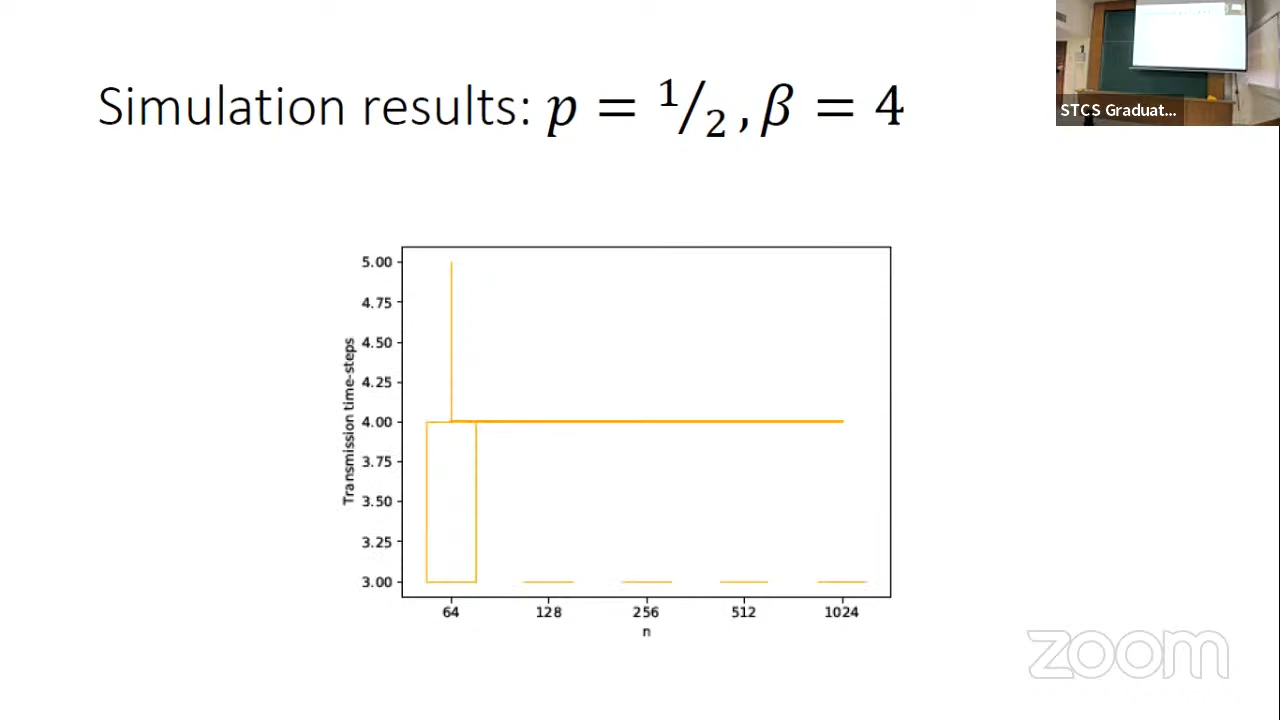 STCS Graduat...
Simulation results: p = 1/2, β = 4
5.00
4.75
4.50
4.25
4.00
3.75
3.50
3.25
3.00
Transmission time-steps
64 128 256 512 1024
n
zoom